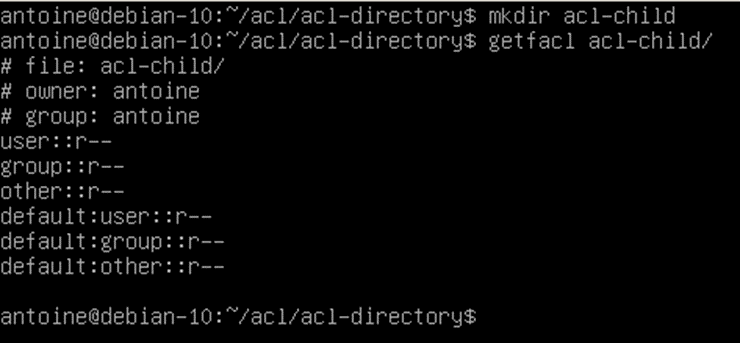 antoine@debian-10:~/acl/acl-directory$ mkdir acl-child
antoine@debian-10:~/acl/acl-directory$ getfacl acl-child/
# file: acl-child/
# owner: antoine
# group: antoine
user::r--
group::r--
other::r--
default:user::r--
default:group::r--
default:other::r--
antoine@debian-10:~/acl/acl-directory$